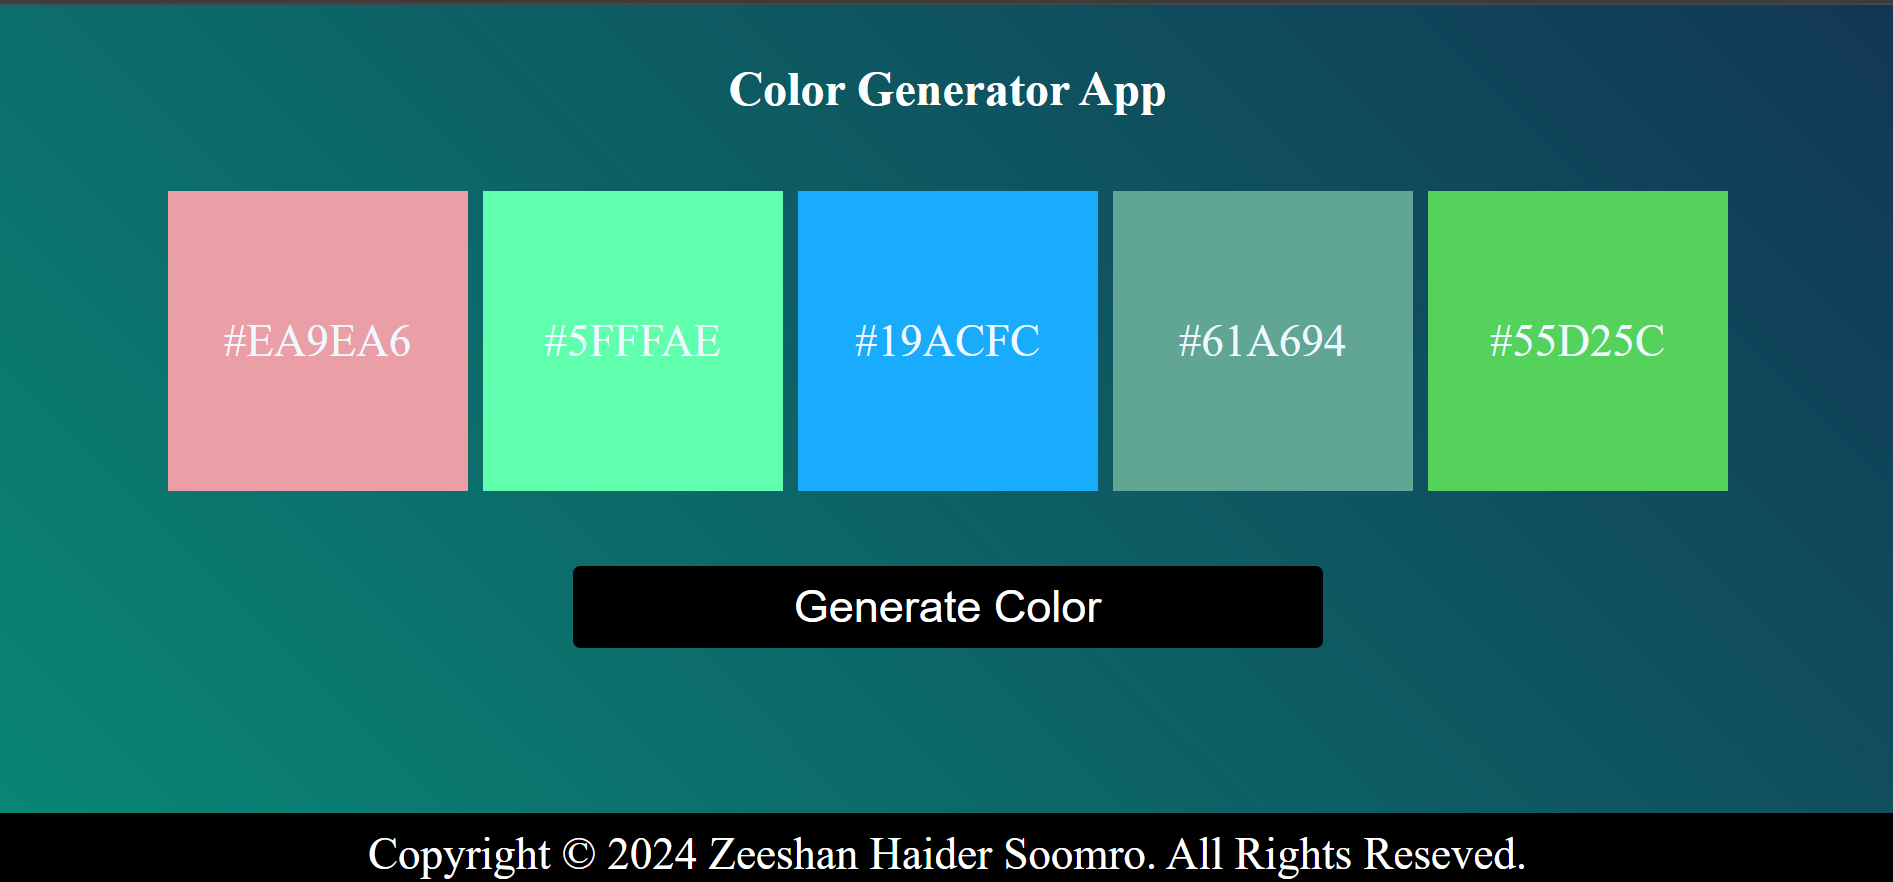 Color Generator App
#EA9EA6 #5FFFAE #19ACFC #61A694 #55D25C
Generate Color
Copyright © 2024 Zeeshan Haider Soomro. All Rights Reseved.